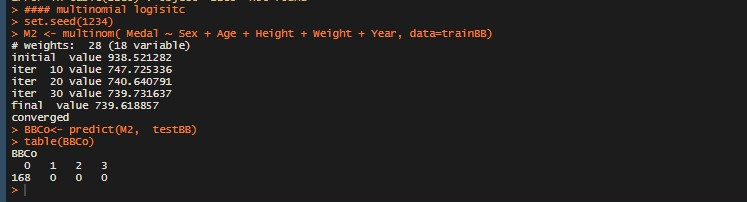 > #### multinomial logisitc
> set.seed(1234)
> M2 <- multinom( Medal ~ Sex + Age + Height + Weight + Year, data=trainBB)
# weights:  28 (18 variable)
initial  value 938.521282
iter  10 value 747.725336
iter  20 value 740.640791
iter  30 value 739.731637
final  value 739.618857
converged
> BBCo<- predict(M2,  testBB)
> table(BBCo)
BBCo
  0   1   2   3
168   0   0   0
>